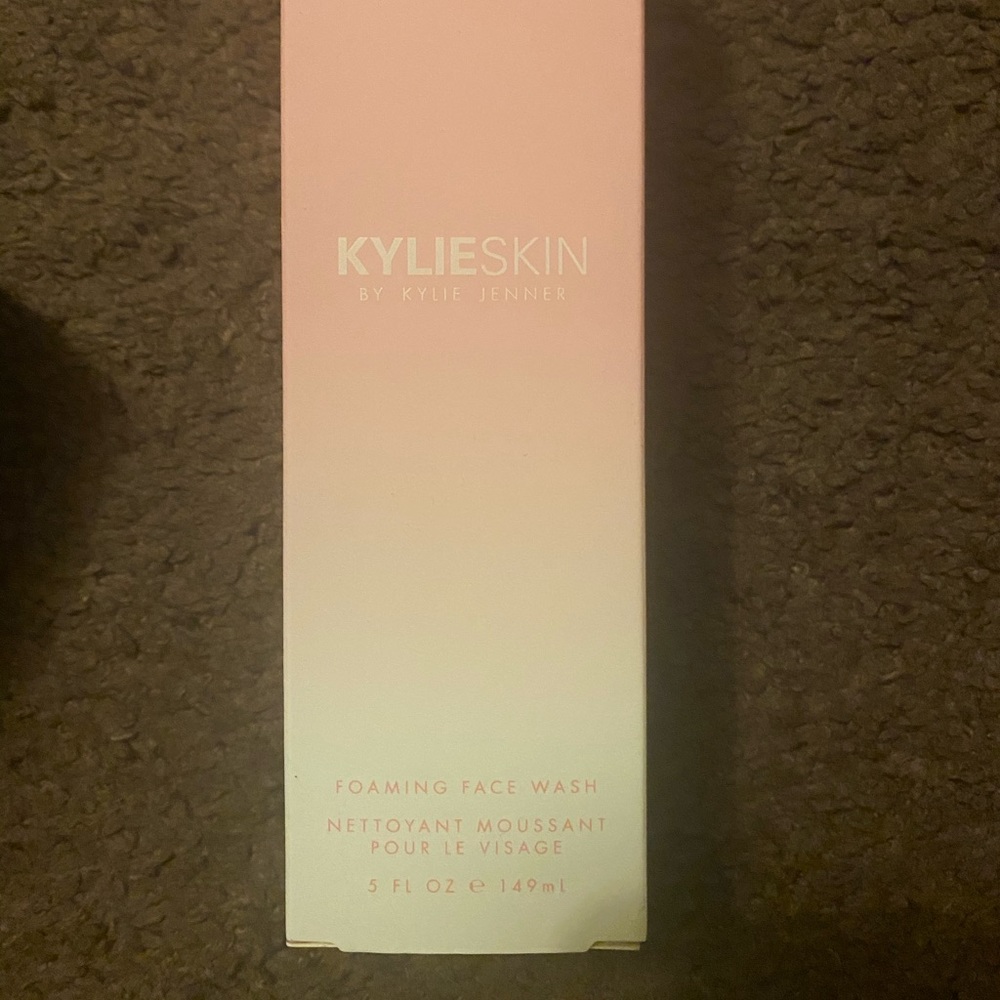 KYLIESKIN
BY KYLIE JENNER
FOAMING FACE WASH
NETTOYANT MOUSSANT
POUR LE VISAGE
5 FL OZ ℮ 149mL